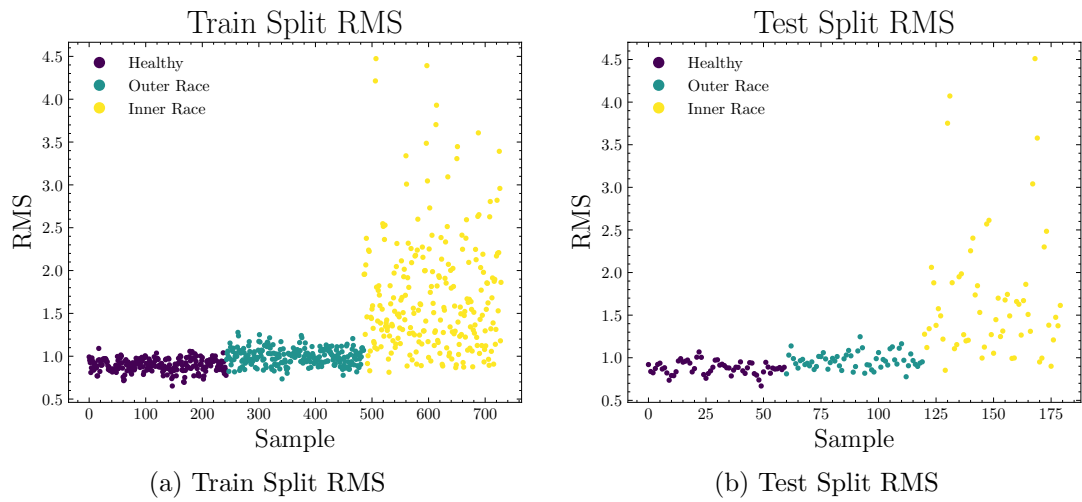 Train Split RMS
4.5
4.0
3.5
3.0
2.5
2.0
1.5
1.0
0.5
RMS
Healthy
Outer Race
Inner Race
0 100 200 300 400 500 600 700
Sample
(a) Train Split RMS
Test Split RMS
4.5
4.0
3.5
3.0
2.5
2.0
1.5
1.0
0.5
RMS
Healthy
Outer Race
Inner Race
0 25 50 75 100 125 150 175
Sample
(b) Test Split RMS